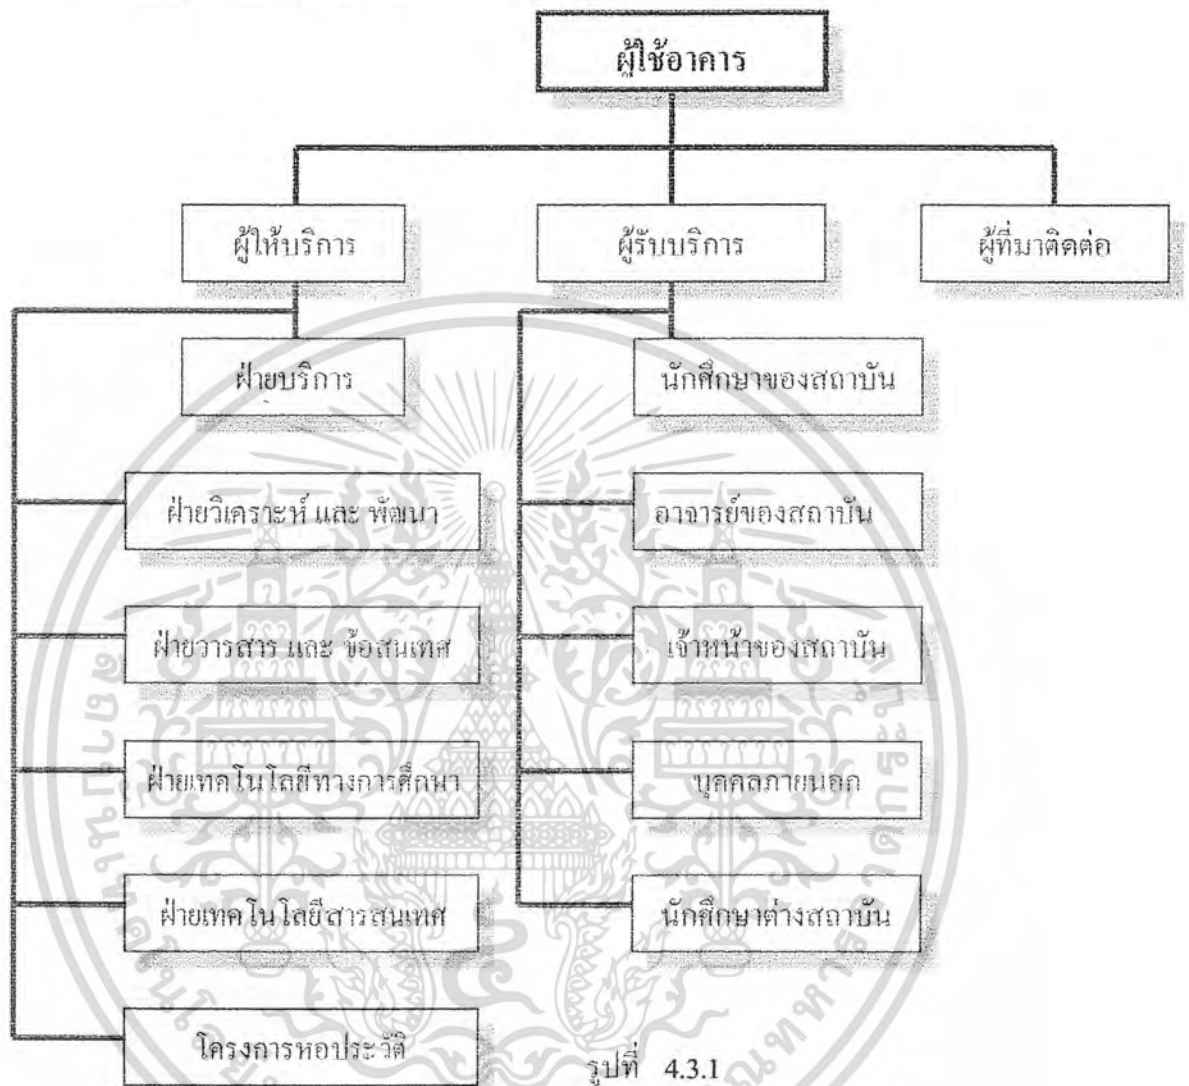 ผู้ใช้อาคาร
ผู้ให้บริการ
ผู้รับบริการ
ผู้ที่มาติดต่อ
ฝ่ายบริการ
นักศึกษาของสถาบัน
ฝ่ายวิเคราะห์ และ พัฒนา
อาจารย์ของสถาบัน
ฝ่ายวารสาร และ ข้อสนเทศ
เจ้าหน้าของสถาบัน
ฝ่ายเทคโนโลยีทางการศึกษา
บุคคลภายนอก
ฝ่ายเทคโนโลยีสารสนเทศ
นักศึกษาต่างสถาบัน
โครงการหอประวัติ
รูปที่ 4.3.1